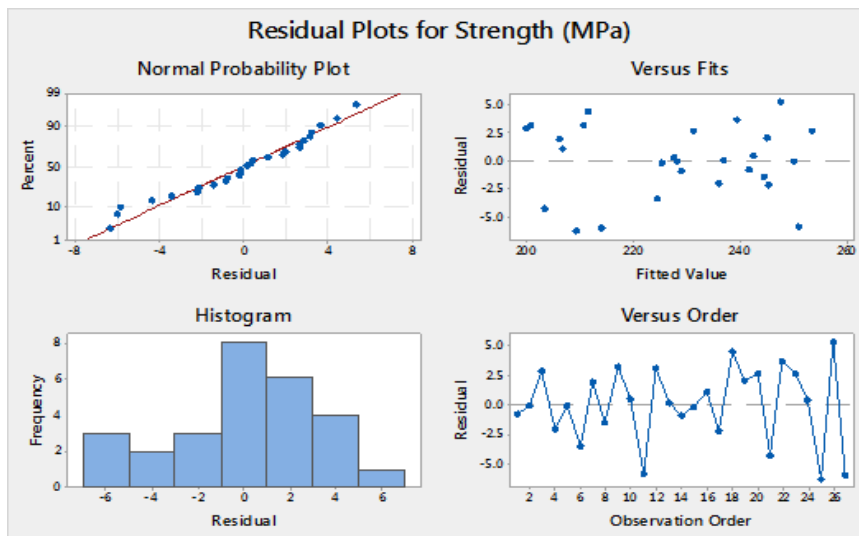 Residual Plots for Strength (MPa)
Normal Probability Plot
99
90
50
10
1
Percent
-8
-4
0
4
8
Residual
Versus Fits
5.0
2.5
0.0
-2.5
-5.0
Residual
200
220
240
260
Fitted Value
Histogram
8
6
4
2
0
Frequency
-6
-4
-2
0
2
4
6
Residual
Versus Order
5.0
2.5
0.0
-2.5
-5.0
Residual
2 4 6 8 10 12 14 16 18 20 22 24 26
Observation Order